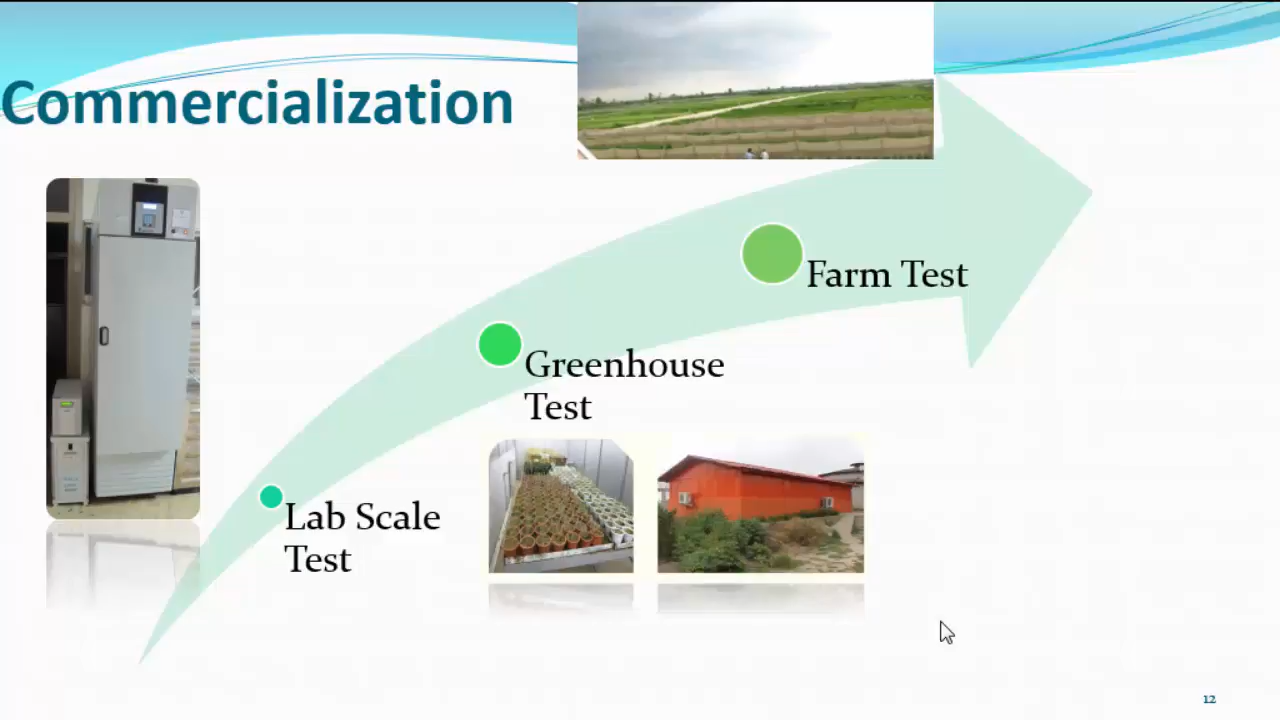 Commercialization
Farm Test
Greenhouse
Test
Lab Scale
Test
12